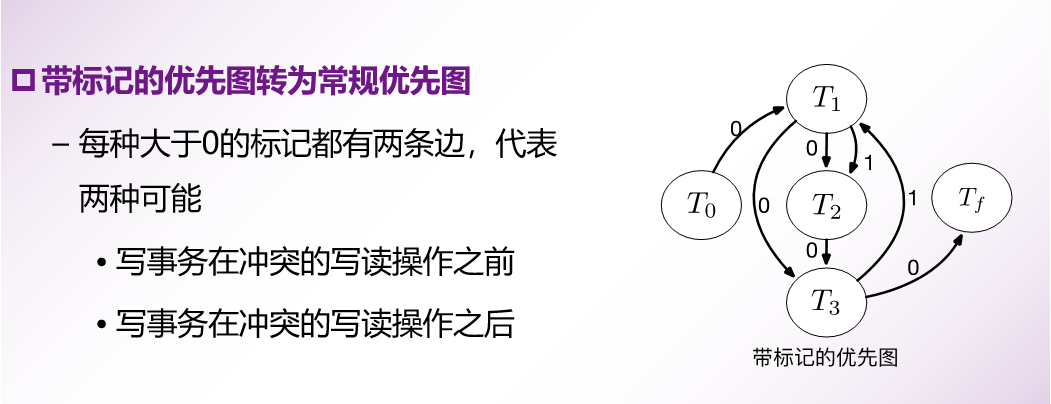 带标记的优先图转为常规优先图
– 每种大于0的标记都有两条边，代表
两种可能
• 写事务在冲突的写读操作之前
• 写事务在冲突的写读操作之后
T1
0
0
1
T0
0
T2
1
Tf
0
0
T3
带标记的优先图